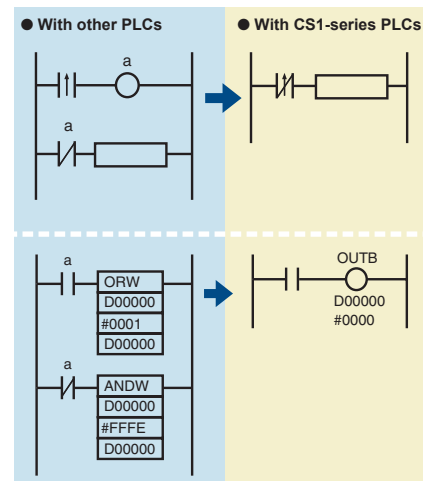 ● With other PLCs
● With CS1-series PLCs
a
a
a
ORW
D00000
#0001
D00000
a
ANDW
D00000
#FFFE
D00000
OUTB
D00000
#0000